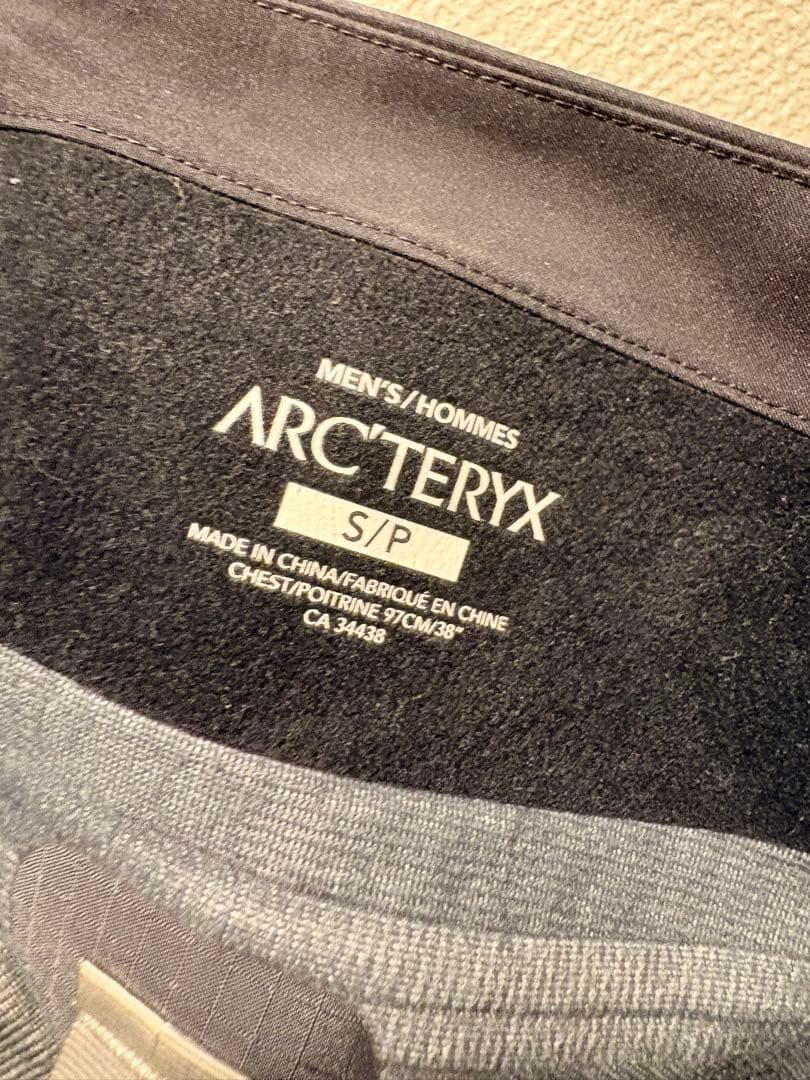 MEN'S/HOMMES
ARC'TERYX
S/P
MADE IN CHINA/FABRIQUÉ EN CHINE
CHEST/POITRINE 97CM/38"
CA 34438